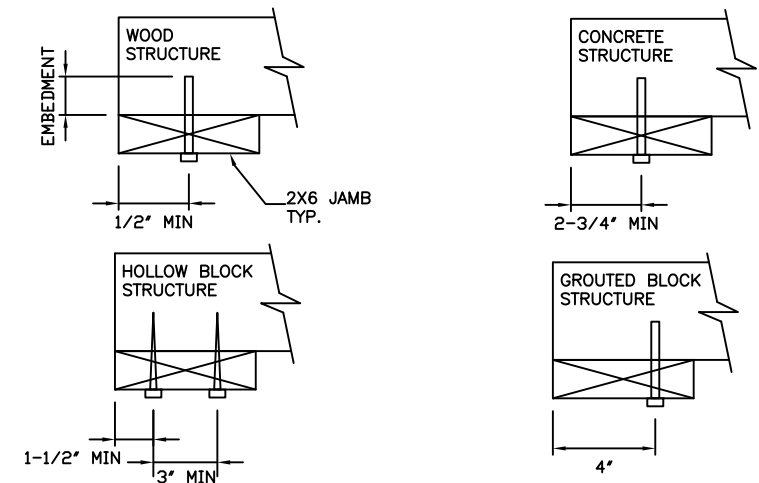 WOOD
STRUCTURE
EMBEDMENT
1/2" MIN
2X6 JAMB
TYP.
CONCRETE
STRUCTURE
2-3/4" MIN
HOLLOW BLOCK
STRUCTURE
1-1/2" MIN
3" MIN
GROUTED BLOCK
STRUCTURE
4"